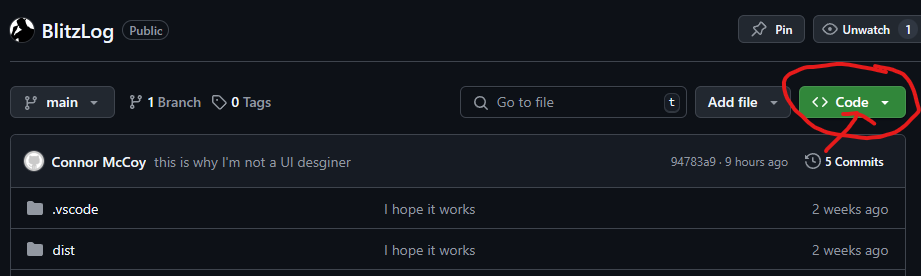 BlitzLog Public Pin Unwatch 1
main 1 Branch 0 Tags Go to file t Add file <> Code
Connor McCoy this is why I'm not a UI desginer 94783a9 · 9 hours ago 5 Commits
.vscode I hope it works 2 weeks ago
dist I hope it works 2 weeks ago